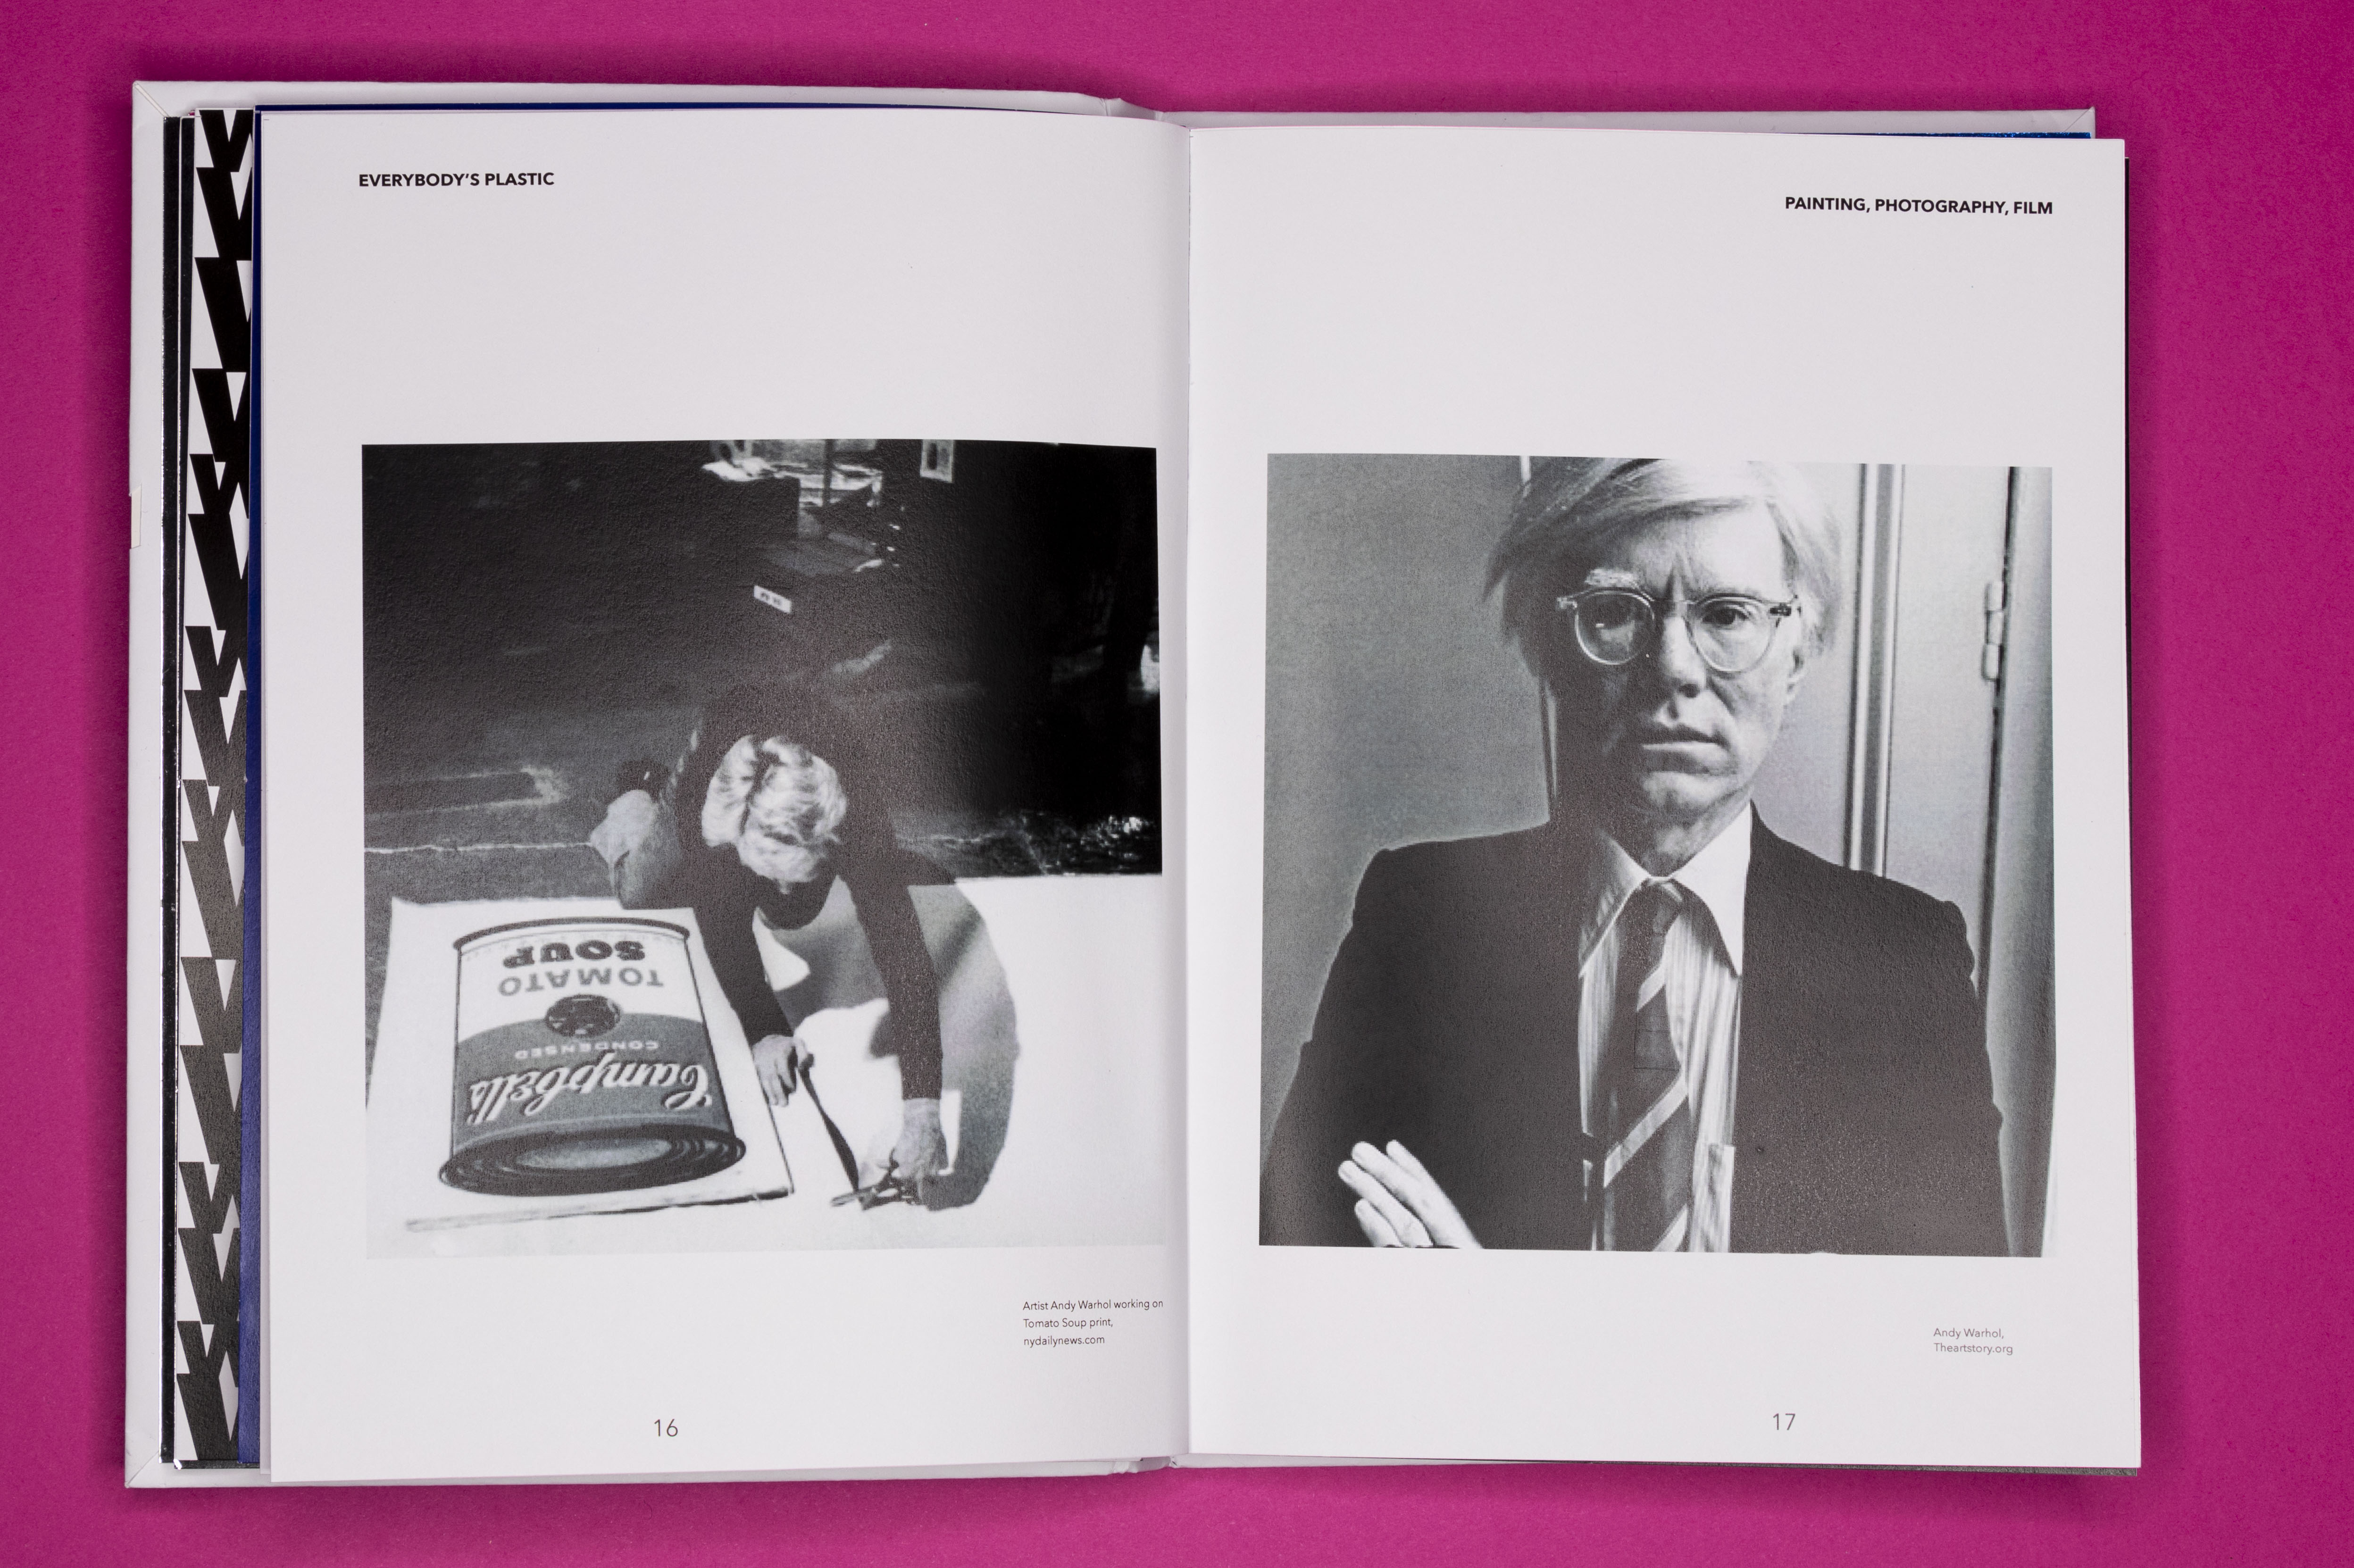 EVERYBODY'S PLASTIC
SOUP
TOMATO
CONDENSED
Campbell's
Artist Andy Warhol working on
Tomato Soup print,
nydailynews.com
16
PAINTING, PHOTOGRAPHY, FILM
Andy Warhol,
Theartstory.org
17